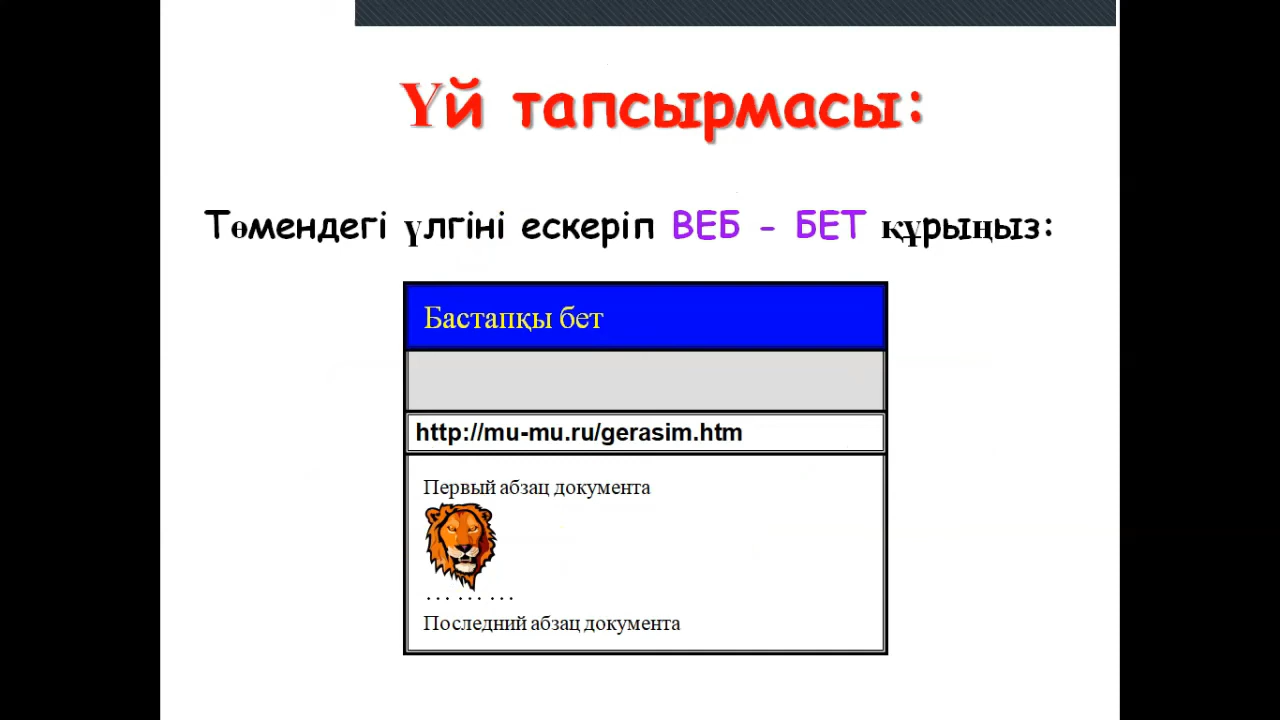 Үй тапсырмасы:
Төмендегі үлгіні ескеріп ВЕБ - БЕТ құрыңыз:
Бастапқы бет
http://mu-mu.ru/gerasim.htm
Первый абзац документа
… … …
Последний абзац документа